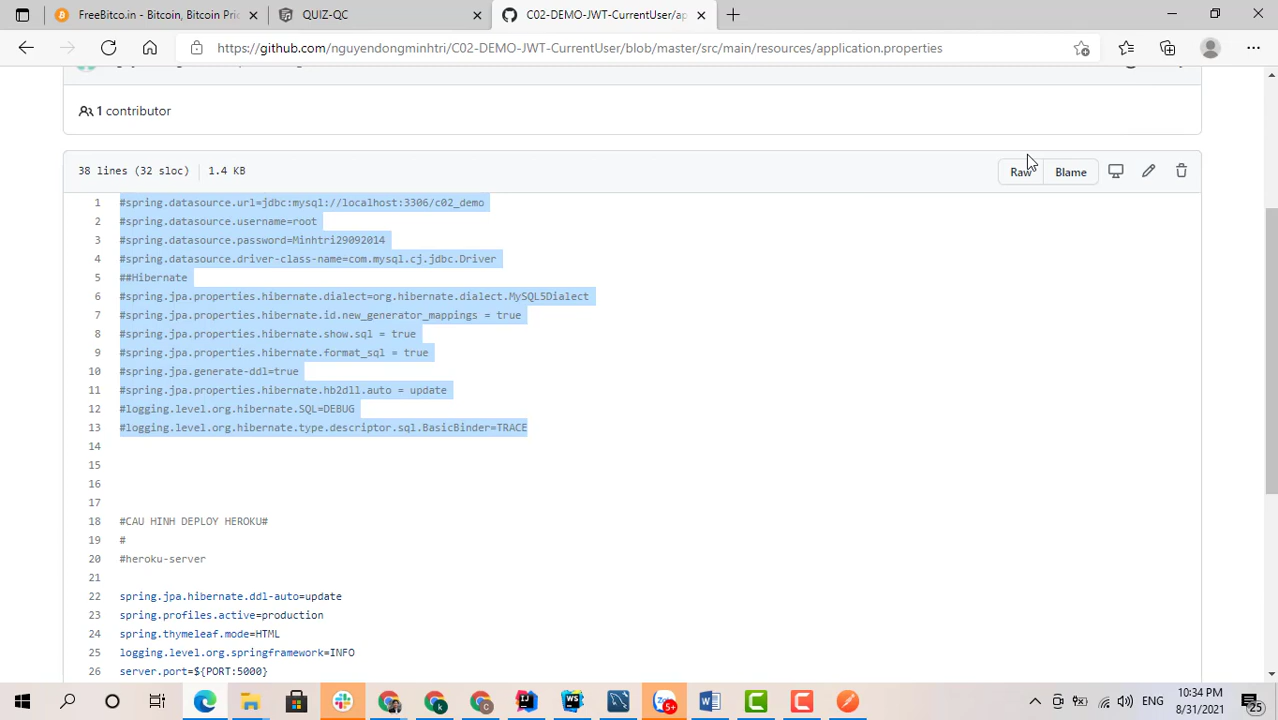 FreeBitco.in - Bitcoin, Bitcoin Pric
QUIZ-QC
C02-DEMO-JWT-CurrentUser/ap
https://github.com/nguyendongminhtri/C02-DEMO-JWT-CurrentUser/blob/master/src/main/resources/application.properties
1 contributor
38 lines (32 sloc) 1.4 KB
Raw Blame
1 #spring.datasource.url=jdbc:mysql://localhost:3306/c02_demo
2 #spring.datasource.username=root
3 #spring.datasource.password=Minhtri29092014
4 #spring.datasource.driver-class-name=com.mysql.cj.jdbc.Driver
5 ##Hibernate
6 #spring.jpa.properties.hibernate.dialect=org.hibernate.dialect.MySQL5Dialect
7 #spring.jpa.properties.hibernate.id.new_generator_mappings = true
8 #spring.jpa.properties.hibernate.show.sql = true
9 #spring.jpa.properties.hibernate.format_sql = true
10 #spring.jpa.generate-ddl=true
11 #spring.jpa.properties.hibernate.hb2dll.auto = update
12 #logging.level.org.hibernate.SQL=DEBUG
13 #logging.level.org.hibernate.type.descriptor.sql.BasicBinder=TRACE
14
15
16
17
18 #CAU HINH DEPLOY HEROKU#
19 #
20 #heroku-server
21
22 spring.jpa.hibernate.ddl-auto=update
23 spring.profiles.active=production
24 spring.thymeleaf.mode=HTML
25 logging.level.org.springframework=INFO
26 server.port=${PORT:5000}
ENG
10:34 PM
8/31/2021
25